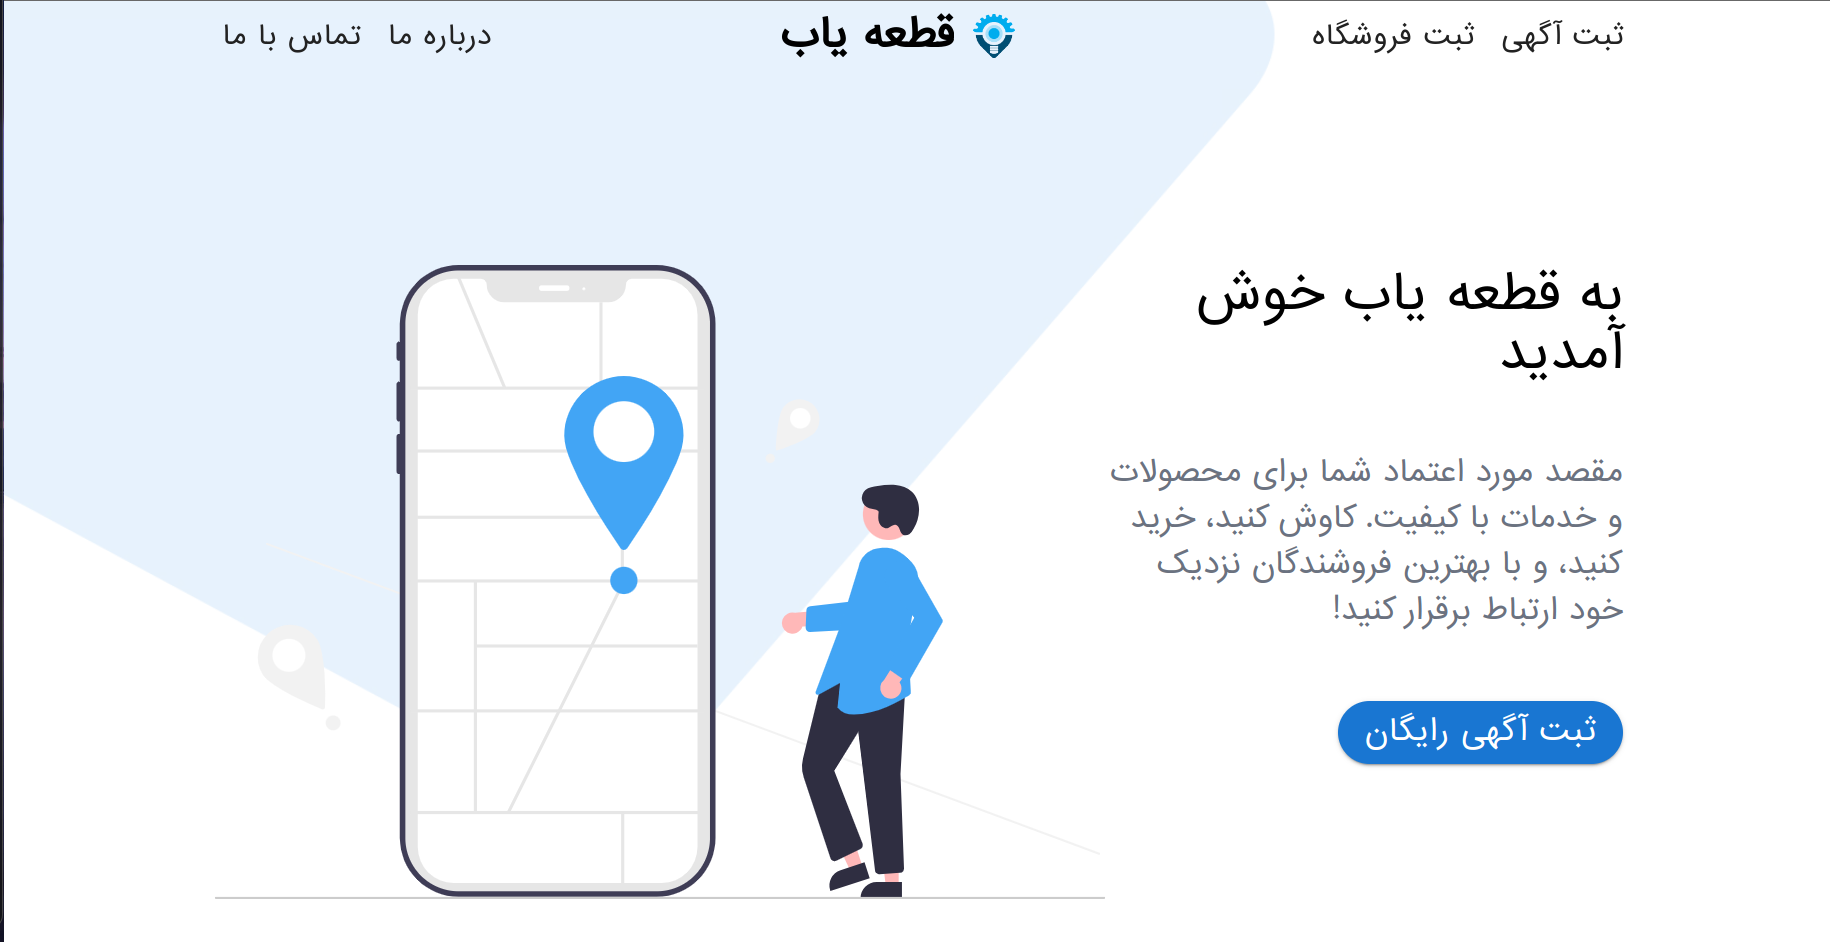 ثبت آگهی
ثبت فروشگاه
قطعه یاب
درباره ما
تماس با ما
به قطعه یاب خوش
آمدید
مقصد مورد اعتماد شما برای محصولات
و خدمات با کیفیت. کاوش کنید، خرید
کنید، و با بهترین فروشندگان نزدیک
خود ارتباط برقرار کنید!
ثبت آگهی رایگان